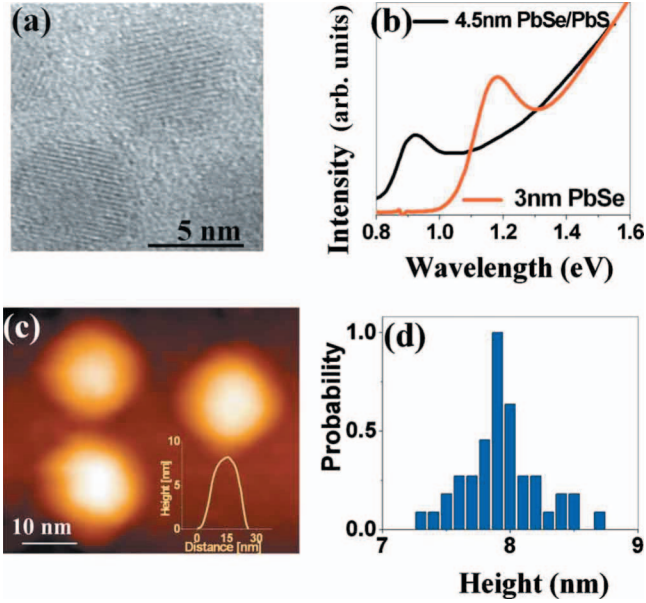 (a)
5 nm
(b)
4.5nm PbSe/PbS
3nm PbSe
Intensity (arb. units)
0.8 1.0 1.2 1.4 1.6
Wavelength (eV)
(c)
10 nm
Height [nm]
10
5
0
0 15 30
Distance [nm]
(d)
Probability
1.0
0.5
0.0
7 8 9
Height (nm)